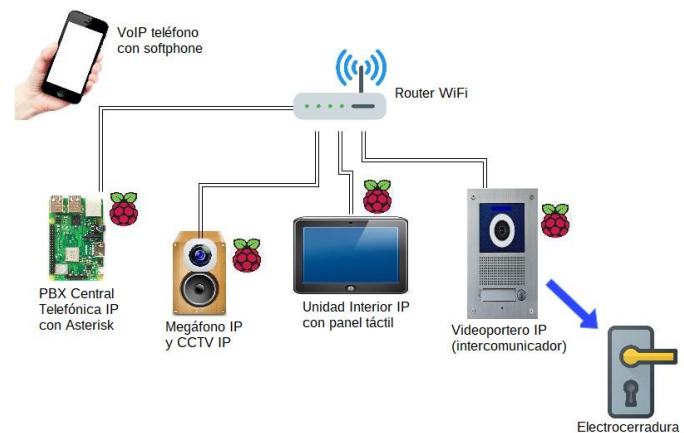 VoIP teléfono
con softphone
Router WiFi
PBX Central
Telefónica IP
con Asterisk
Megáfono IP
y CCTV IP
Unidad Interior IP
con panel táctil
Videoportero IP
(intercomunicador)
Electrocerradura